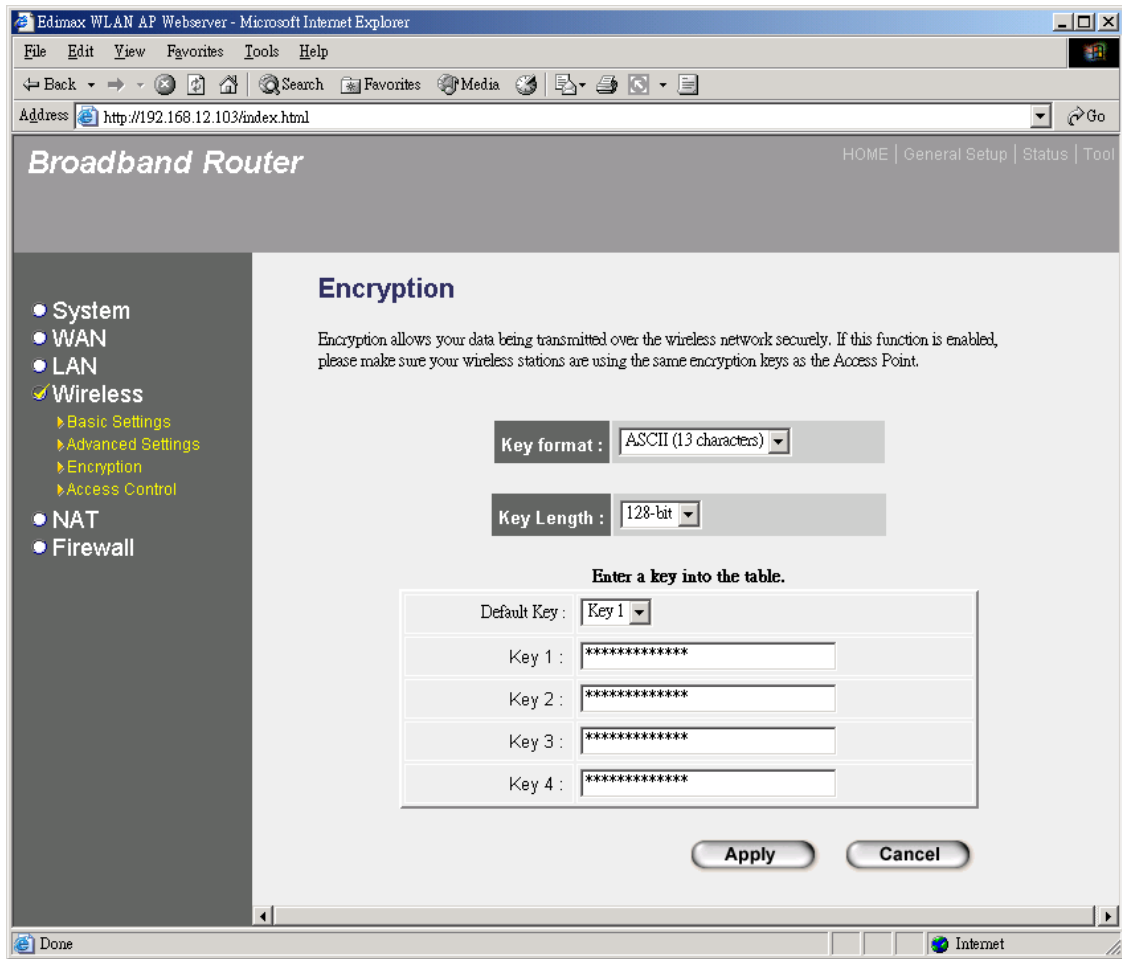 Edimax WLAN AP Webserver - Microsoft Internet Explorer
File Edit View Favorites Tools Help
Back Search Favorites Media
Address http://192.168.12.103/index.html Go
Broadband Router
HOME | General Setup | Status | Tool
System
WAN
LAN
Wireless
Basic Settings
Advanced Settings
Encryption
Access Control
NAT
Firewall
Encryption
Encryption allows your data being transmitted over the wireless network securely. If this function is enabled,
please make sure your wireless stations are using the same encryption keys as the Access Point.
Key format : ASCII (13 characters)
Key Length : 128-bit
Enter a key into the table.
Default Key : Key 1
Key 1 : *************
Key 2 : *************
Key 3 : *************
Key 4 : *************
Apply Cancel
Done Internet